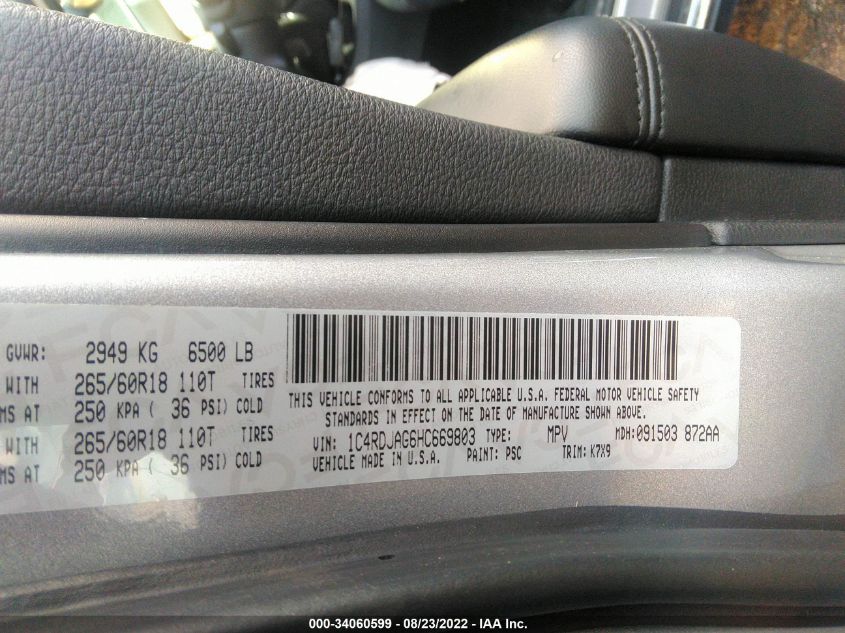 GVWR: 2949 KG 6500 LB
WITH 265/60R18 110T TIRES
MS AT 250 KPA ( 36 PSI) COLD
WITH 265/60R18 110T TIRES
MS AT 250 KPA ( 36 PSI) COLD
THIS VEHICLE CONFORMS TO ALL APPLICABLE U.S.A. FEDERAL MOTOR VEHICLE SAFETY
STANDARDS IN EFFECT ON THE DATE OF MANUFACTURE SHOWN ABOVE.
VIN: 1C4RDJAG6HC669803 TYPE: MPV MDH:091503 872AA
VEHICLE MADE IN U.S.A. PAINT: PSC TRIM: K7X9
000-34060599 / 08/23/2022 - IAA Inc.